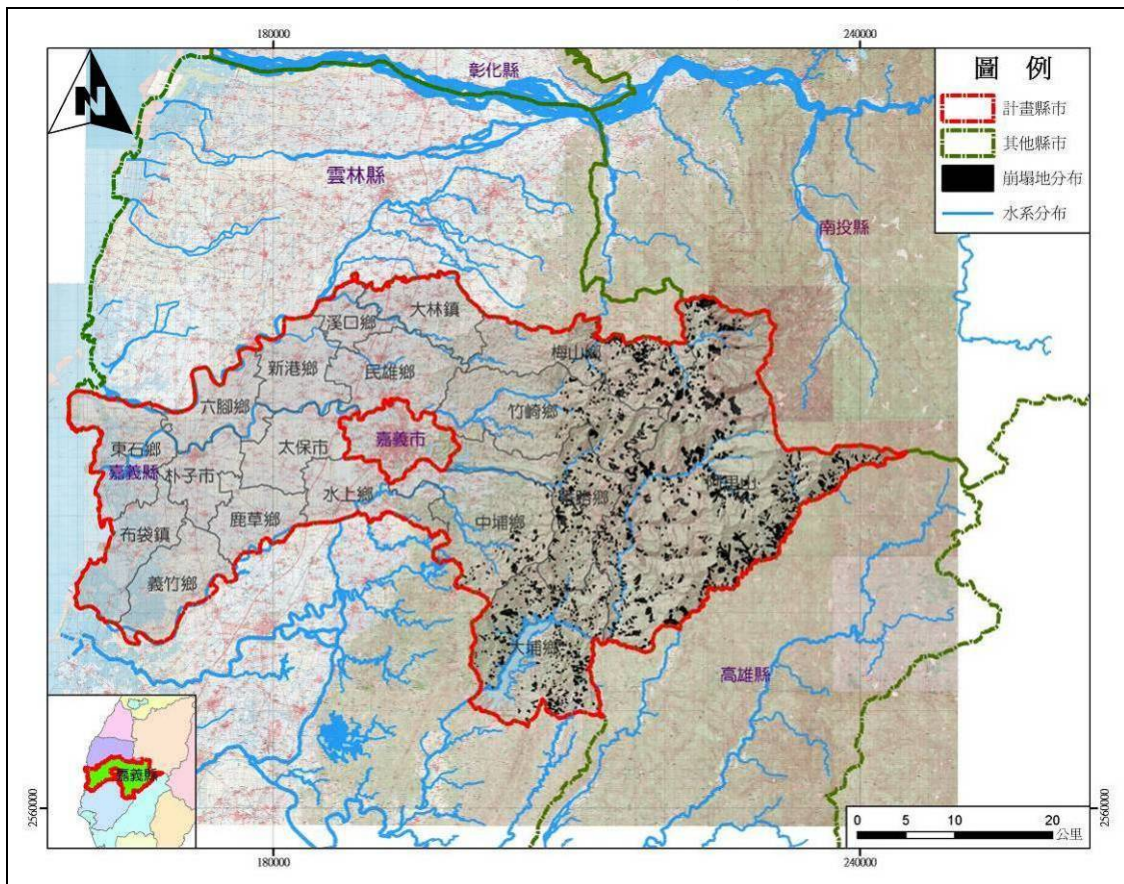 180000
240000
N
圖 例
計畫縣市
其他縣市
崩塌地分布
水系分布
彰化縣
雲林縣
南投縣
大林鎮
溪口鄉
梅山鄉
新港鄉
民雄鄉
六腳鄉
竹崎鄉
嘉義市
東石鄉
太保市
嘉義縣
朴子市
水上鄉
中埔鄉
鹿草鄉
布袋鎮
義竹鄉
大埔鄉
高雄縣
嘉義縣
2560000
2560000
0 5 10 20
公里
180000
240000